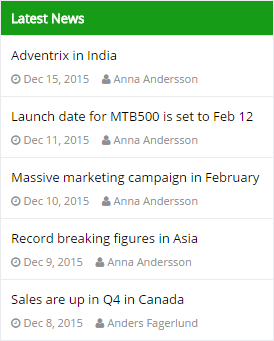 Latest News
Adventrix in India
Dec 15, 2015 Anna Andersson
Launch date for MTB500 is set to Feb 12
Dec 11, 2015 Anna Andersson
Massive marketing campaign in February
Dec 10, 2015 Anna Andersson
Record breaking figures in Asia
Dec 9, 2015 Anna Andersson
Sales are up in Q4 in Canada
Dec 8, 2015 Anders Fagerlund